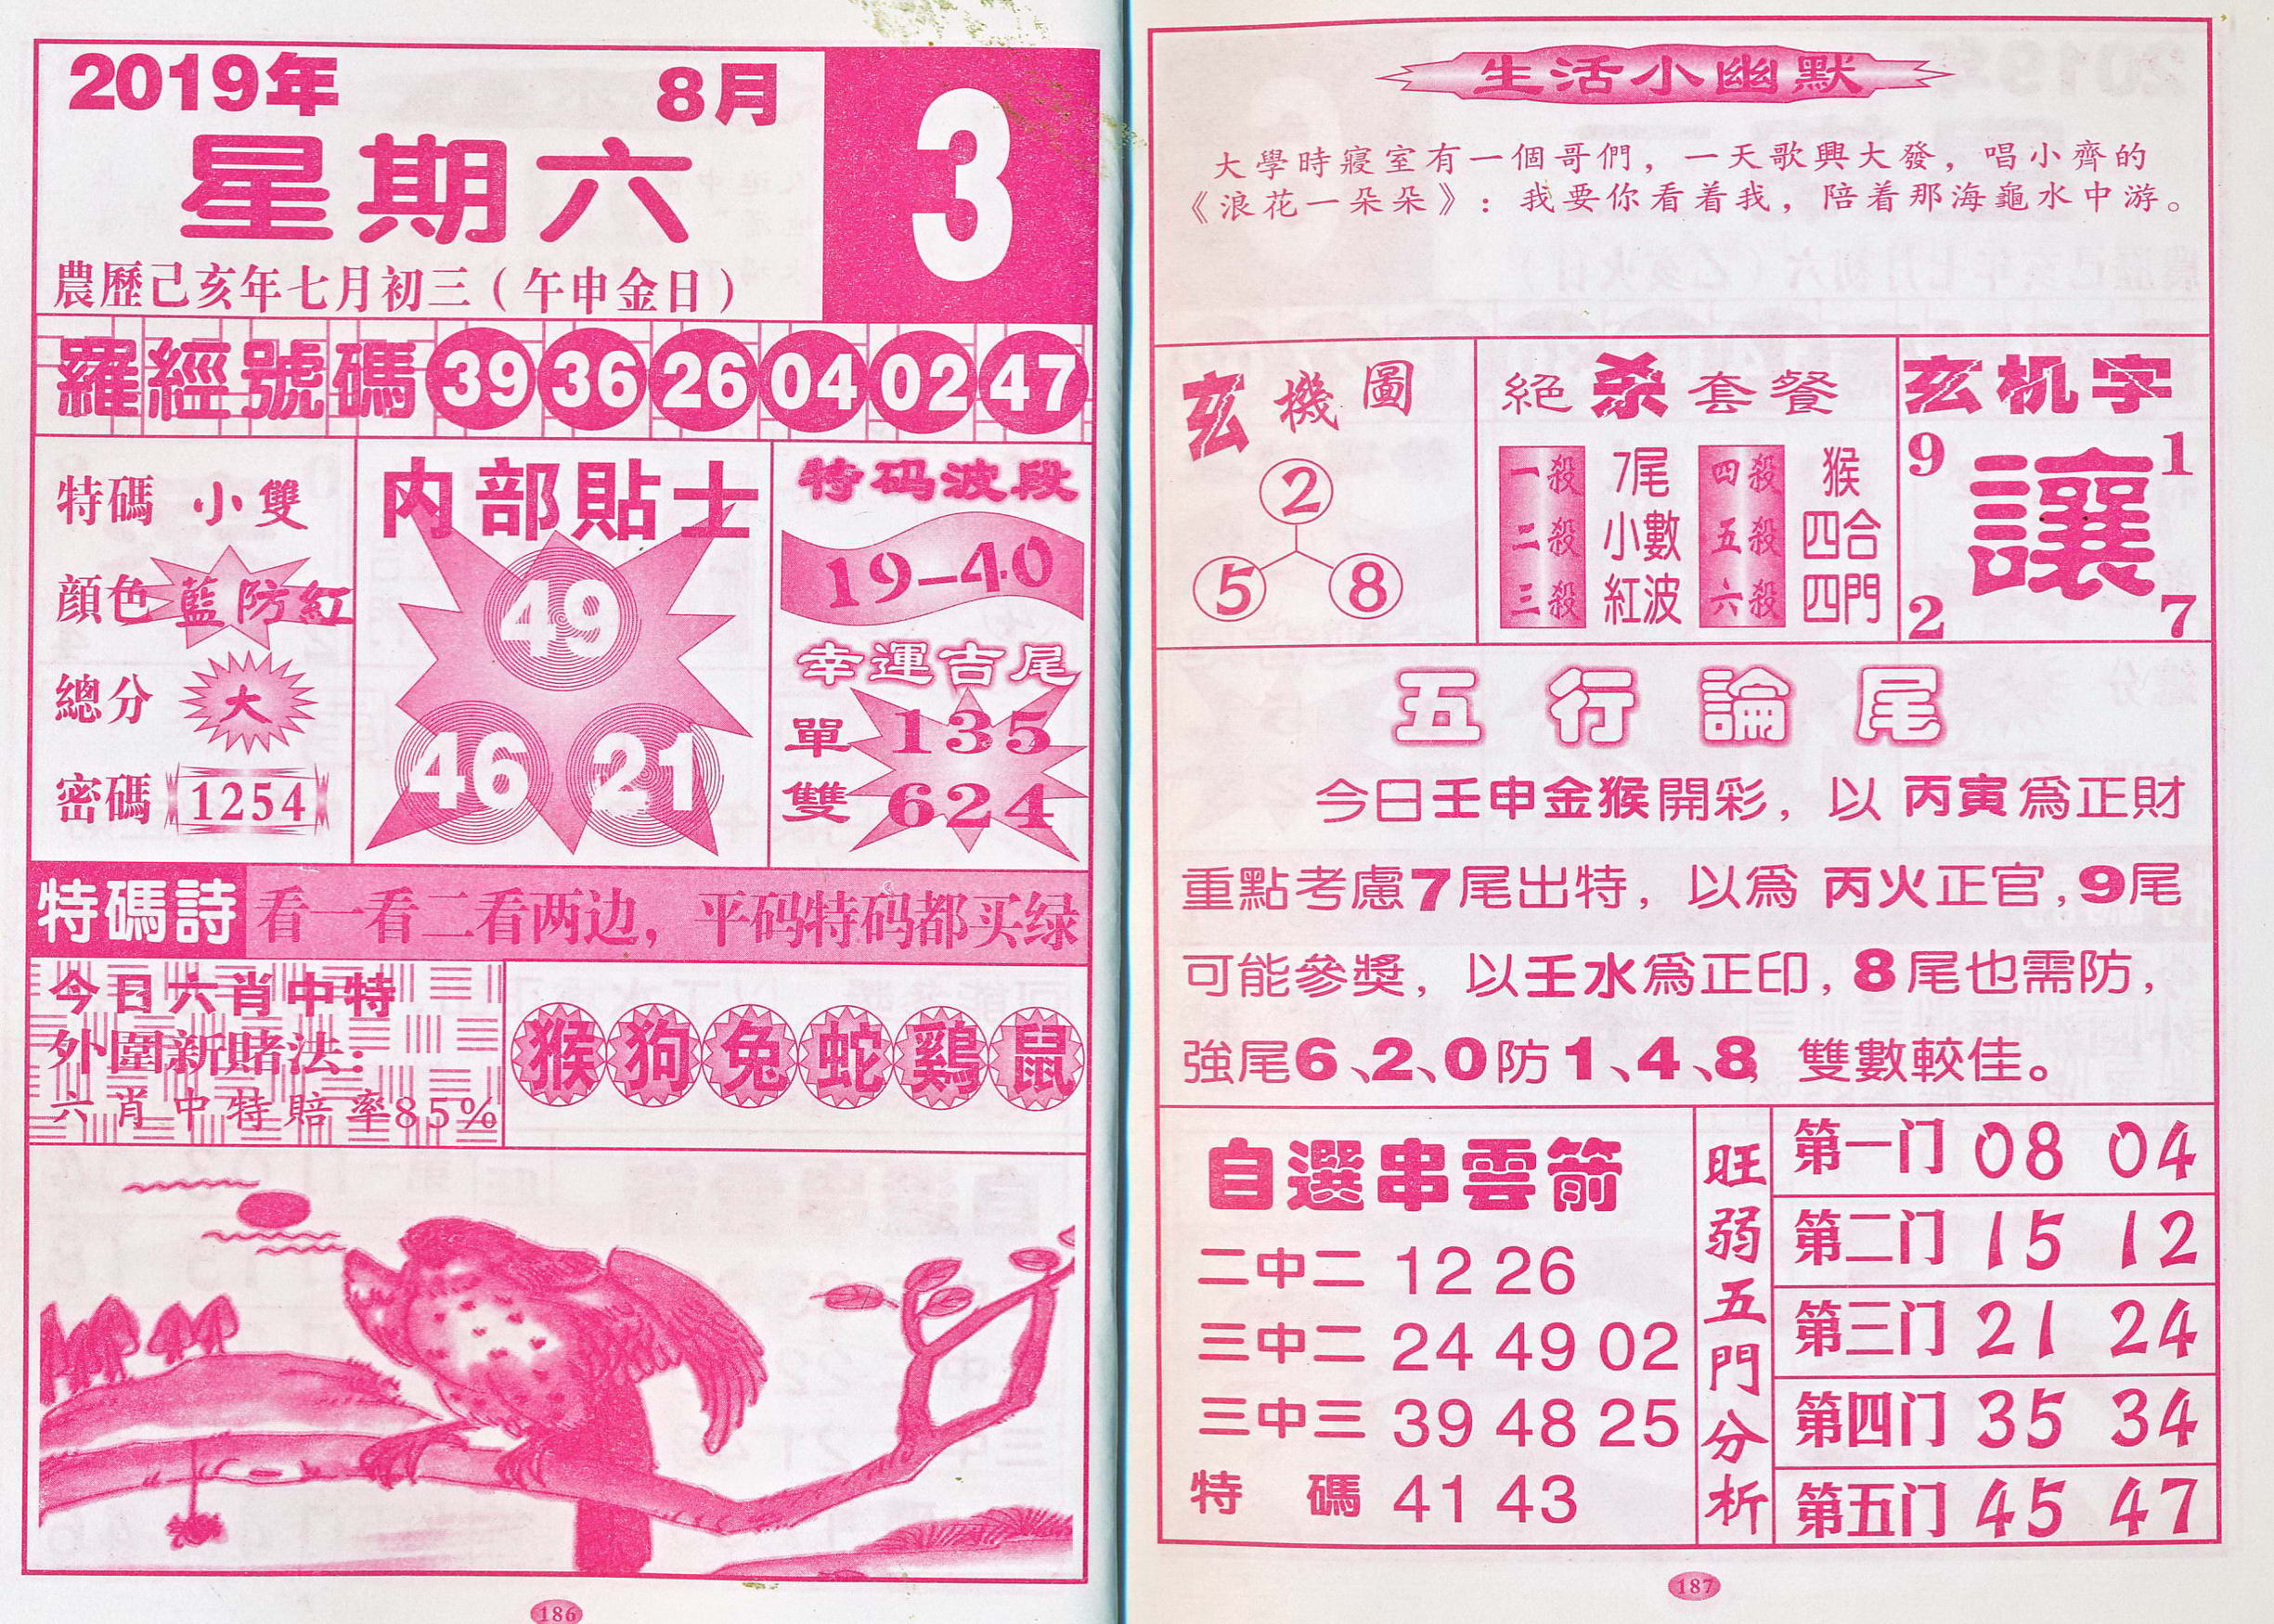 2019年 8月 3
星期六
農歷己亥年七月初三（午申金日）
羅經號碼 39 36 26 04 02 47
特碼 小雙
顔色 藍防紅
總分 大
密碼 1254
内部貼士
49
46 21
特码波段
19-40
幸運吉尾
單 135
雙 624
特碼詩 看一看二看两边，平码特码都买绿
今日六肖中特
外圍新賭法：
六肖中特賠率85%
猴 狗 兔 蛇 鷄 鼠
186
生活小幽默
大學時寢室有一個哥們，一天歌興大發，唱小齊的
《浪花一朵朵》：我要你看着我，陪着那海龜水中游。
玄機圖
2
5 8
絕杀套餐
一殺 7尾 四殺 猴
二殺 小數 五殺 四合
三殺 紅波 六殺 四門
玄机字
9 1
讓
2 7
五行論尾
今日壬申金猴開彩，以丙寅爲正財
重點考慮7尾出特，以爲丙火正官，9尾
可能參獎，以壬水爲正印，8尾也需防，
強尾6、2、0防1、4、8，雙數較佳。
自選串雲箭
二中二 12 26
三中二 24 49 02
三中三 39 48 25
特碼 41 43
旺弱五門分析
第一门 08 04
第二门 15 12
第三门 21 24
第四门 35 34
第五门 45 47
187